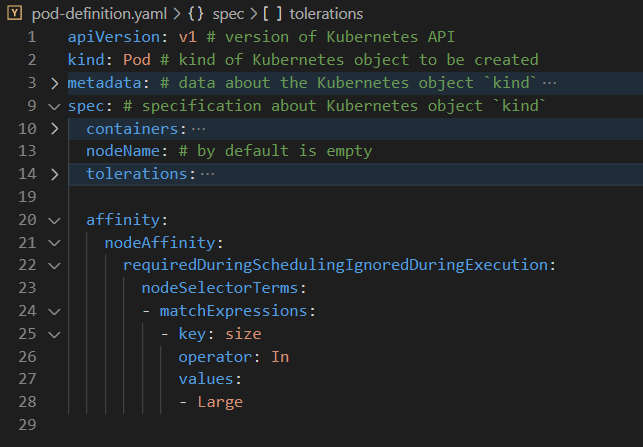 pod-definition.yaml > {} spec > [ ] tolerations
1 apiVersion: v1 # version of Kubernetes API
2 kind: Pod # kind of Kubernetes object to be created
3 > metadata: # data about the Kubernetes object `kind`···
9 spec: # specification about Kubernetes object `kind`
10 > containers:···
13 nodeName: # by default is empty
14 > tolerations:···
19
20 affinity:
21 nodeAffinity:
22 requiredDuringSchedulingIgnoredDuringExecution:
23 nodeSelectorTerms:
24 - matchExpressions:
25 - key: size
26 operator: In
27 values:
28 - Large
29